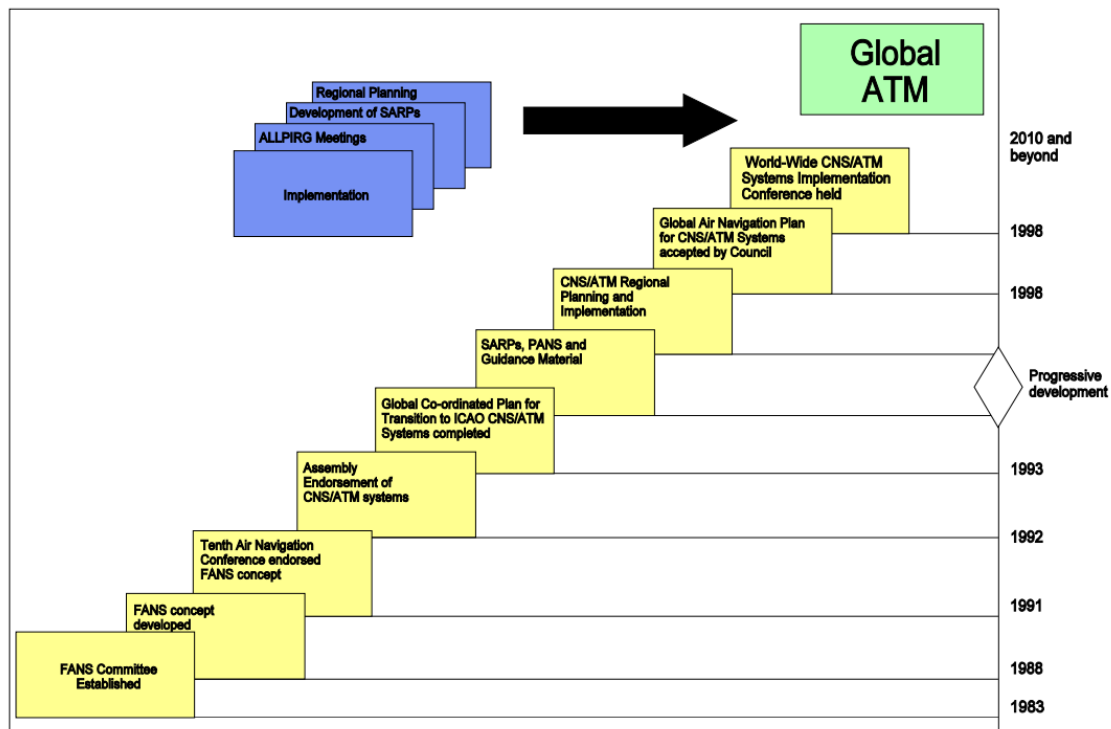 Global
ATM
Regional Planning
Development of SARPs
ALLPIRG Meetings
Implementation
2010 and
beyond
World-Wide CNS/ATM
Systems Implementation
Conference held
1998
Global Air Navigation Plan
for CNS/ATM Systems
accepted by Council
1998
CNS/ATM Regional
Planning and
Implementation
SARPs, PANS and
Guidance Material
Progressive
development
Global Co-ordinated Plan for
Transition to ICAO CNS/ATM
Systems completed
1993
Assembly
Endorsement of
CNS/ATM systems
1992
Tenth Air Navigation
Conference endorsed
FANS concept
1991
FANS concept
developed
1988
FANS Committee
Established
1983